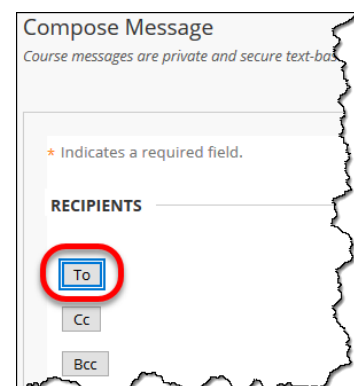 Compose Message
Course messages are private and secure text-bas
* Indicates a required field.
RECIPIENTS
To
Cc
Bcc